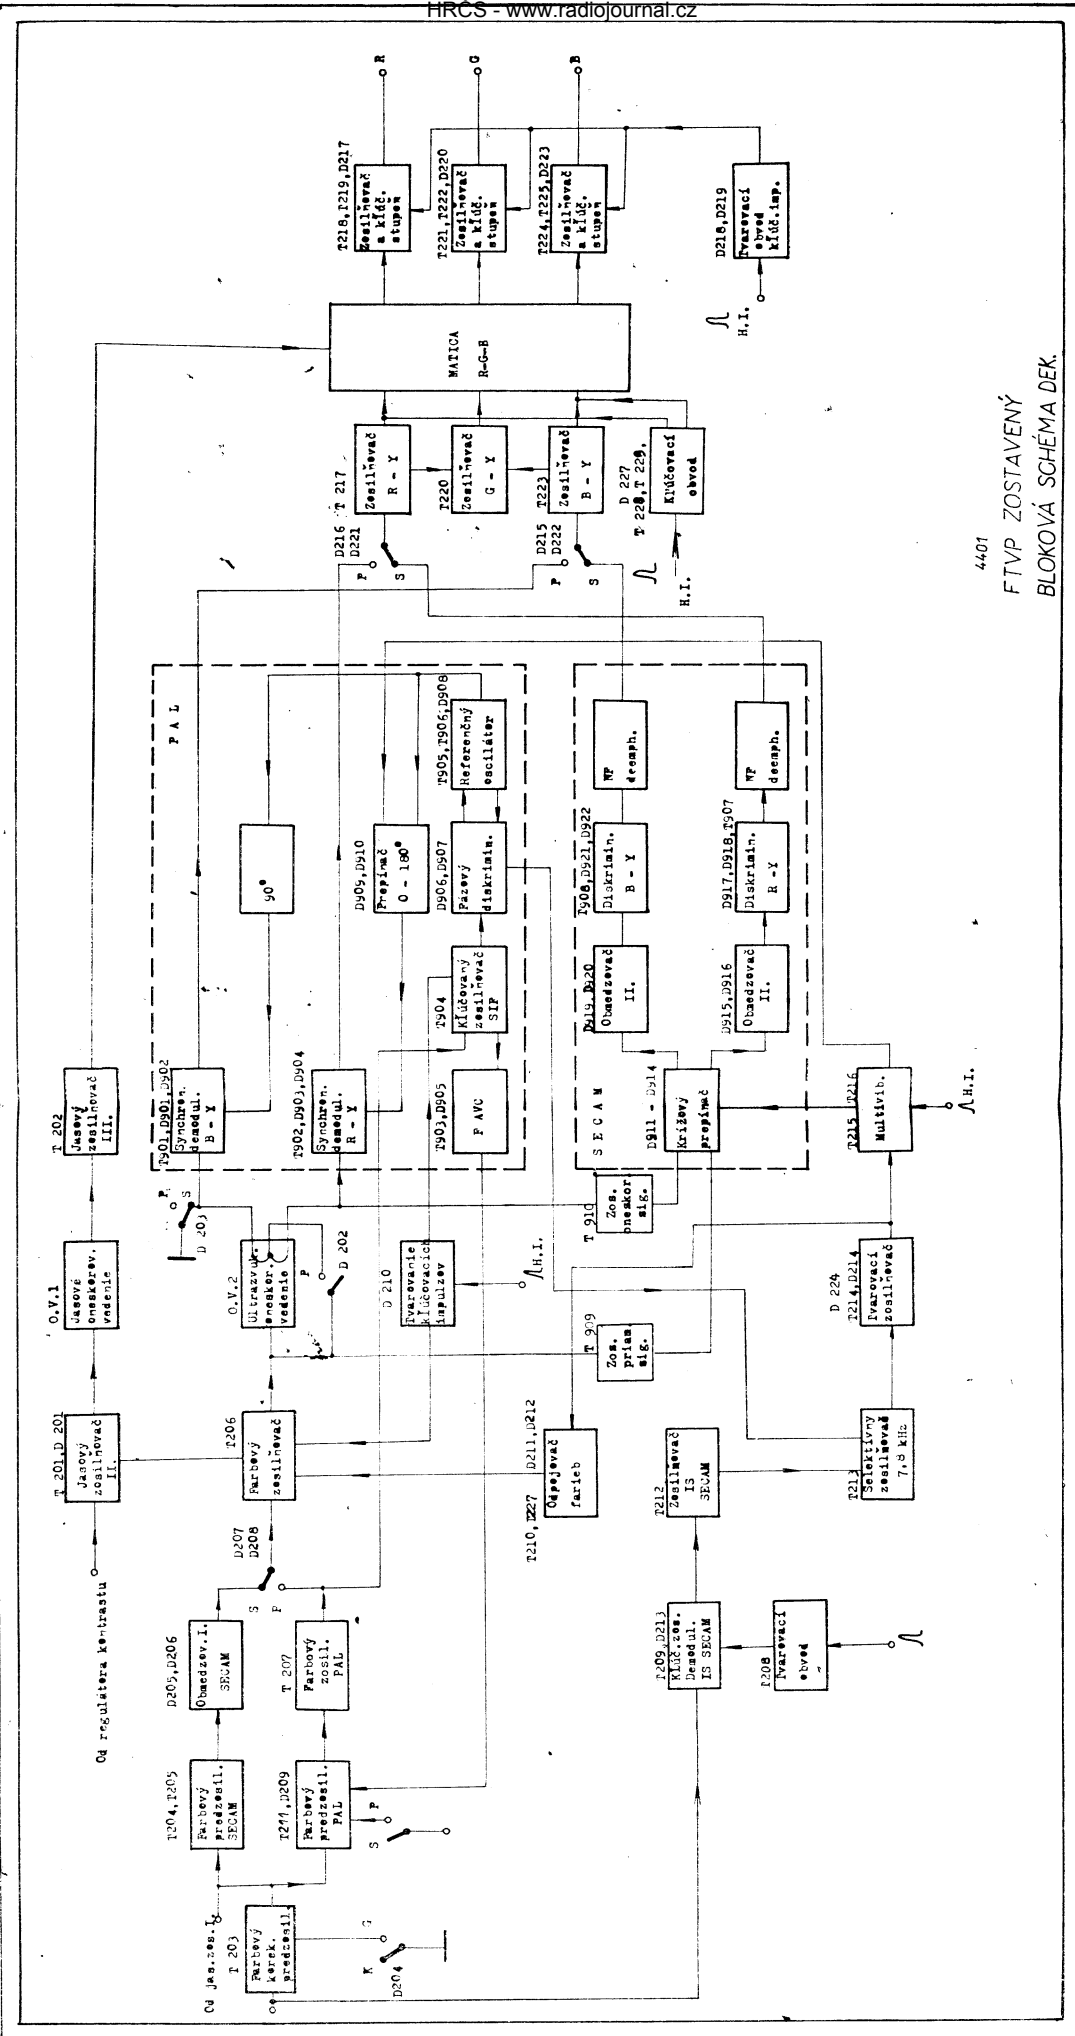 HRCS - www.radiojournal.cz
Od jas.zos.I.
T 203
Farbový
korek.
predzosil.
K
G
D204
T204,T205
Farbový
predzosil.
SECAM
T211,D209
Farbový
predzosil.
PAL
S
P
D205,D206
Obmedzov.I.
SECAM
T 207
Farbový
zosil.
PAL
Od regulátora kontrastu
D207
D208
S
P
T 201,D 201
Jasový
zosilňovač
II.
T206
Farbový
zosilňovač
O.V.1
Jasové
oneskorov.
vedenie
O.V.2
Ultrazvuk.
oneskor.
vedenie
P
S
D 203
P
D 202
D 210
Tvarovanie
kľúčovacích
impulzov
H.I.
T 202
Jasový
zosilňovač
III.
PAL
T901,D901,D902
Synchron.
demodul.
B - Y
T902,D903,D904
Synchron.
demodul.
R - Y
T903,D905
P AVC
T904
Kľúčovaný
zosilňovač
SIF
90°
D909,D910
Prepínač
0 - 180°
D906,D907
Fázový
diskrimin.
T905,T906,D908
Referenčný
oscilátor
SECAM
D911 - D914
Krížový
prepínač
D919,D920
Obmedzovač
II.
D915,D916
Obmedzovač
II.
T908,D921,D922
Diskrimin.
B - Y
D917,D918,T907
Diskrimin.
R -Y
NF
deemph.
NF
deemph.
T 910
Zos.
oneskor
sig.
T 909
Zos.
priam
sig.
T210,D227
D211,D212
Odpojovač
farieb
T209,D213
Kľúč.zos.
Demodul.
IS SECAM
T208
Tvarovací
obvod
T212
Zosilňovač
IS
SECAM
T213
Selektívny
zosilňovač
7,8 kHz
D 224
T214,D214
Tvarovací
zosilňovač
T215
T216
Multivib.
H.I.
D216
D221
P
S
D215
D222
P
S
T 217
Zosilňovač
R - Y
T220
Zosilňovač
G - Y
T223
Zosilňovač
B - Y
D 227
T 228,T 229,
Kľúčovací
obvod
H.I.
MATICA
R-G-B
T218,T219,D217
Zosilňovač
a kľúč.
stupeň
T221,T222,D220
Zosilňovač
a kľúč.
stupeň
T224,T225,D223
Zosilňovač
a kľúč.
stupeň
D218,D219
Tvarovací
obvod
kľúč.imp.
H.I.
R
G
B
4401
FTVP ZOSTAVENÝ
BLOKOVÁ SCHÉMA DEK.